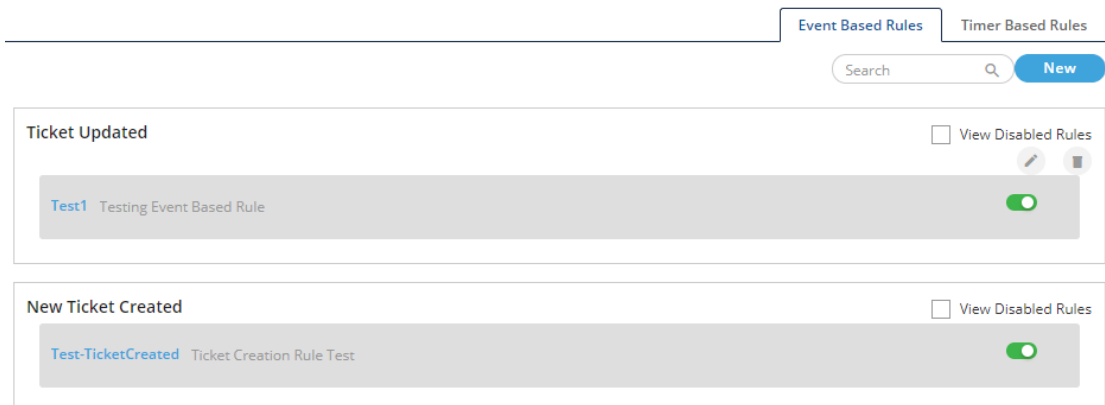 Event Based Rules Timer Based Rules
Search New
Ticket Updated View Disabled Rules
Test1 Testing Event Based Rule
New Ticket Created View Disabled Rules
Test-TicketCreated Ticket Creation Rule Test